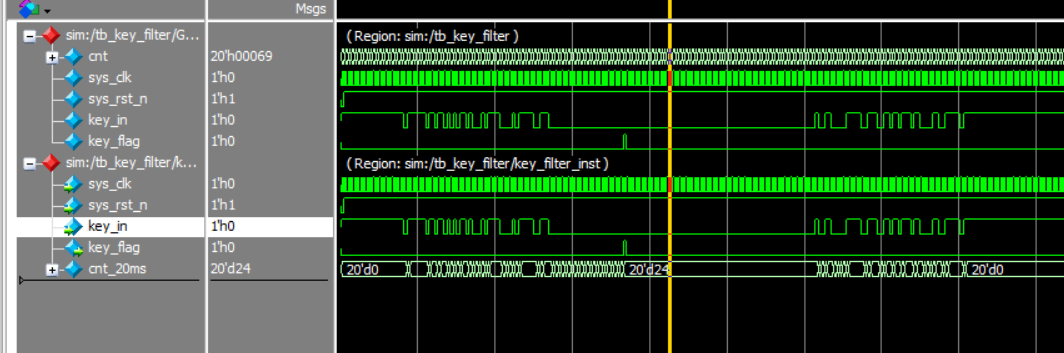 Msgs
sim:/tb_key_filter/G...
(Region: sim:/tb_key_filter )
cnt 20'h00069
sys_clk 1'h0
sys_rst_n 1'h1
key_in 1'h0
key_flag 1'h0
sim:/tb_key_filter/k...
(Region: sim:/tb_key_filter/key_filter_inst )
sys_clk 1'h0
sys_rst_n 1'h1
key_in 1'h0
key_flag 1'h0
cnt_20ms 20'd24 20'd0 20'd24 20'd0